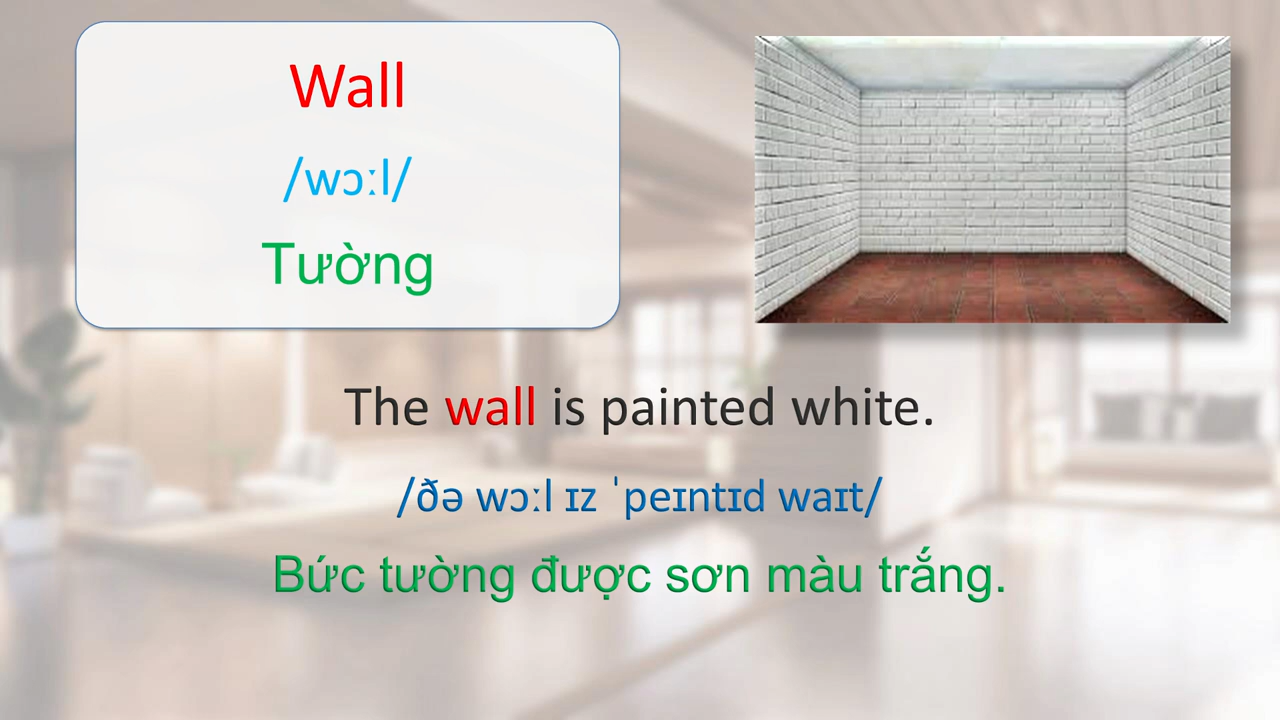 Wall
/wɔːl/
Tường
The wall is painted white.
/ðə wɔːl ɪz ˈpeɪntɪd waɪt/
Bức tường được sơn màu trắng.